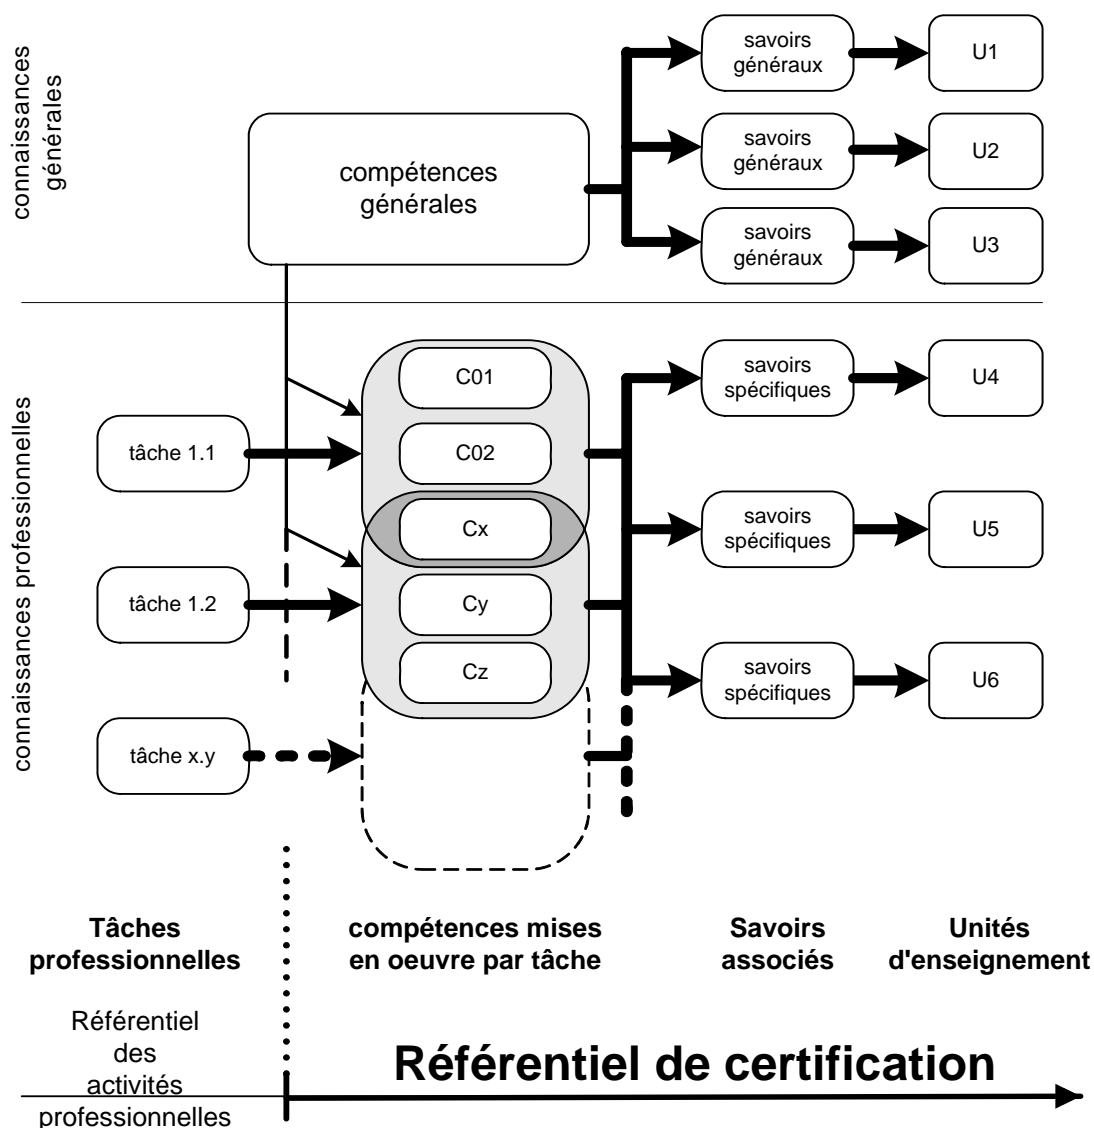 connaissances
générales
compétences
générales
savoirs
généraux
U1
savoirs
généraux
U2
savoirs
généraux
U3
connaissances professionnelles
tâche 1.1
tâche 1.2
tâche x.y
C01
C02
Cx
Cy
Cz
savoirs
spécifiques
U4
savoirs
spécifiques
U5
savoirs
spécifiques
U6
Tâches
professionnelles
compétences mises
en oeuvre par tâche
Savoirs
associés
Unités
d'enseignement
Référentiel
des
activités
professionnelles
Référentiel de certification